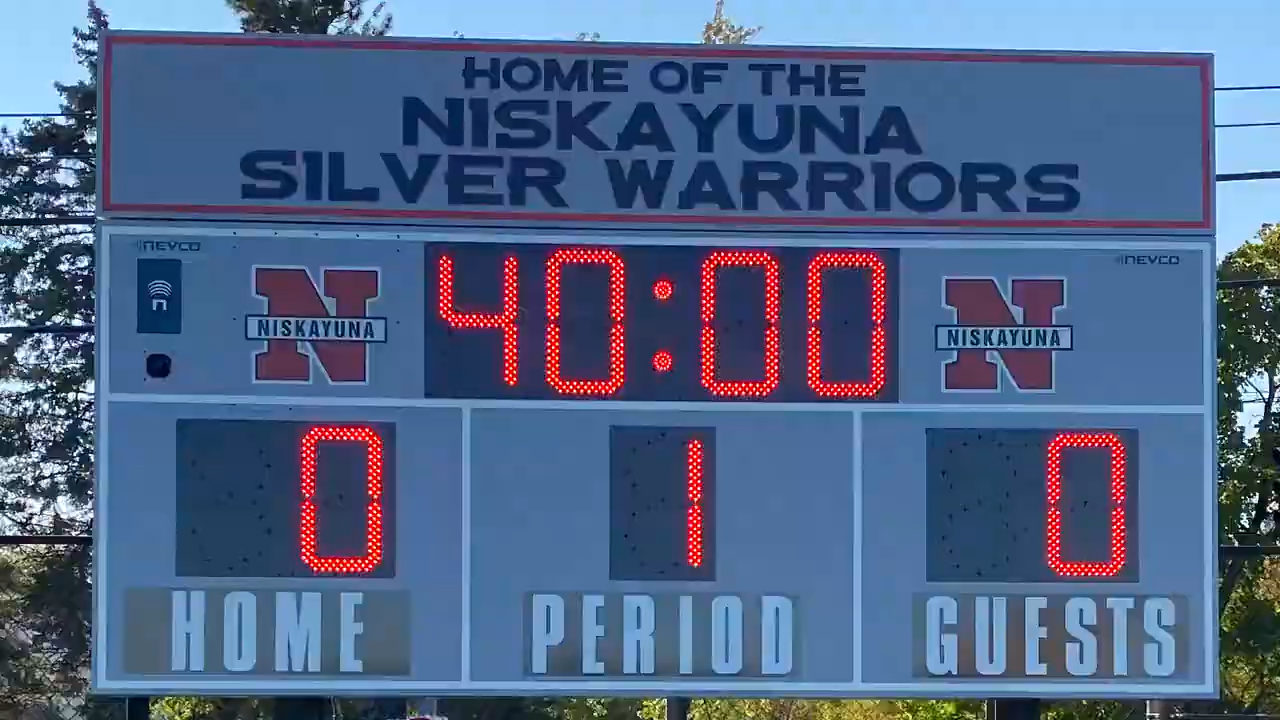 HOME OF THE
NISKAYUNA
SILVER WARRIORS
NEVCO
NEVCO
NISKAYUNA
40:00
NISKAYUNA
0
1
0
HOME
PERIOD
GUESTS